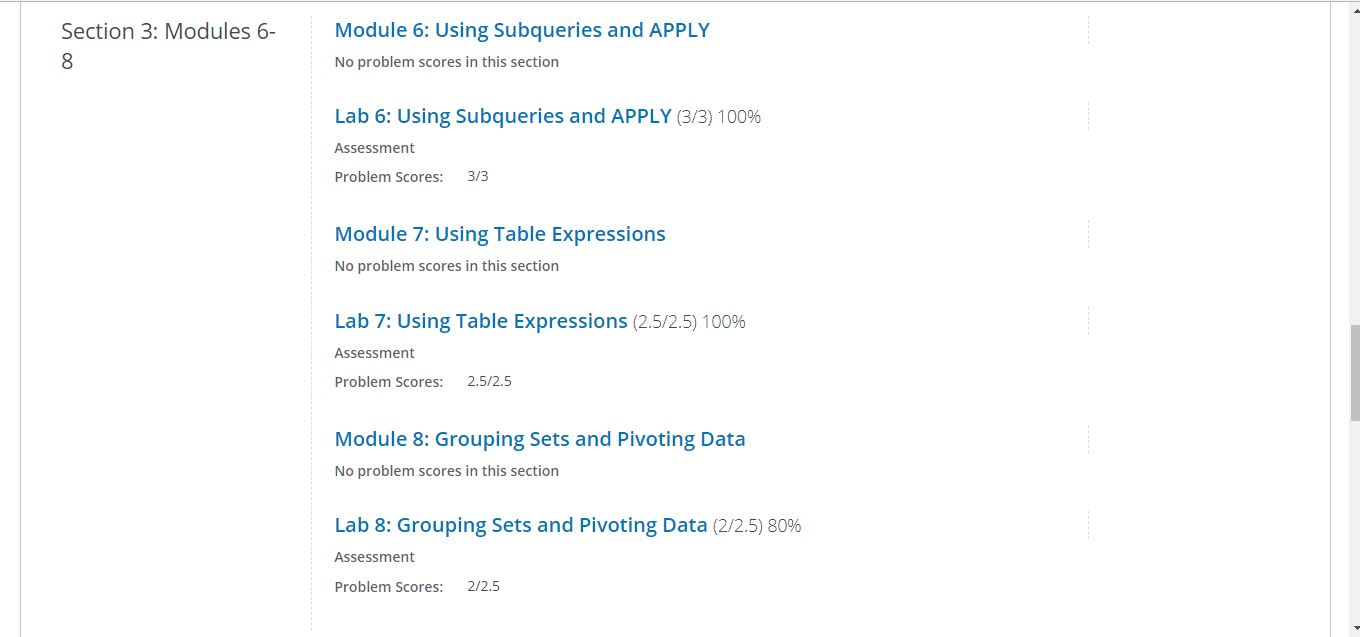 Section 3: Modules 6-
8
Module 6: Using Subqueries and APPLY
No problem scores in this section
Lab 6: Using Subqueries and APPLY (3/3) 100%
Assessment
Problem Scores: 3/3
Module 7: Using Table Expressions
No problem scores in this section
Lab 7: Using Table Expressions (2.5/2.5) 100%
Assessment
Problem Scores: 2.5/2.5
Module 8: Grouping Sets and Pivoting Data
No problem scores in this section
Lab 8: Grouping Sets and Pivoting Data (2/2.5) 80%
Assessment
Problem Scores: 2/2.5